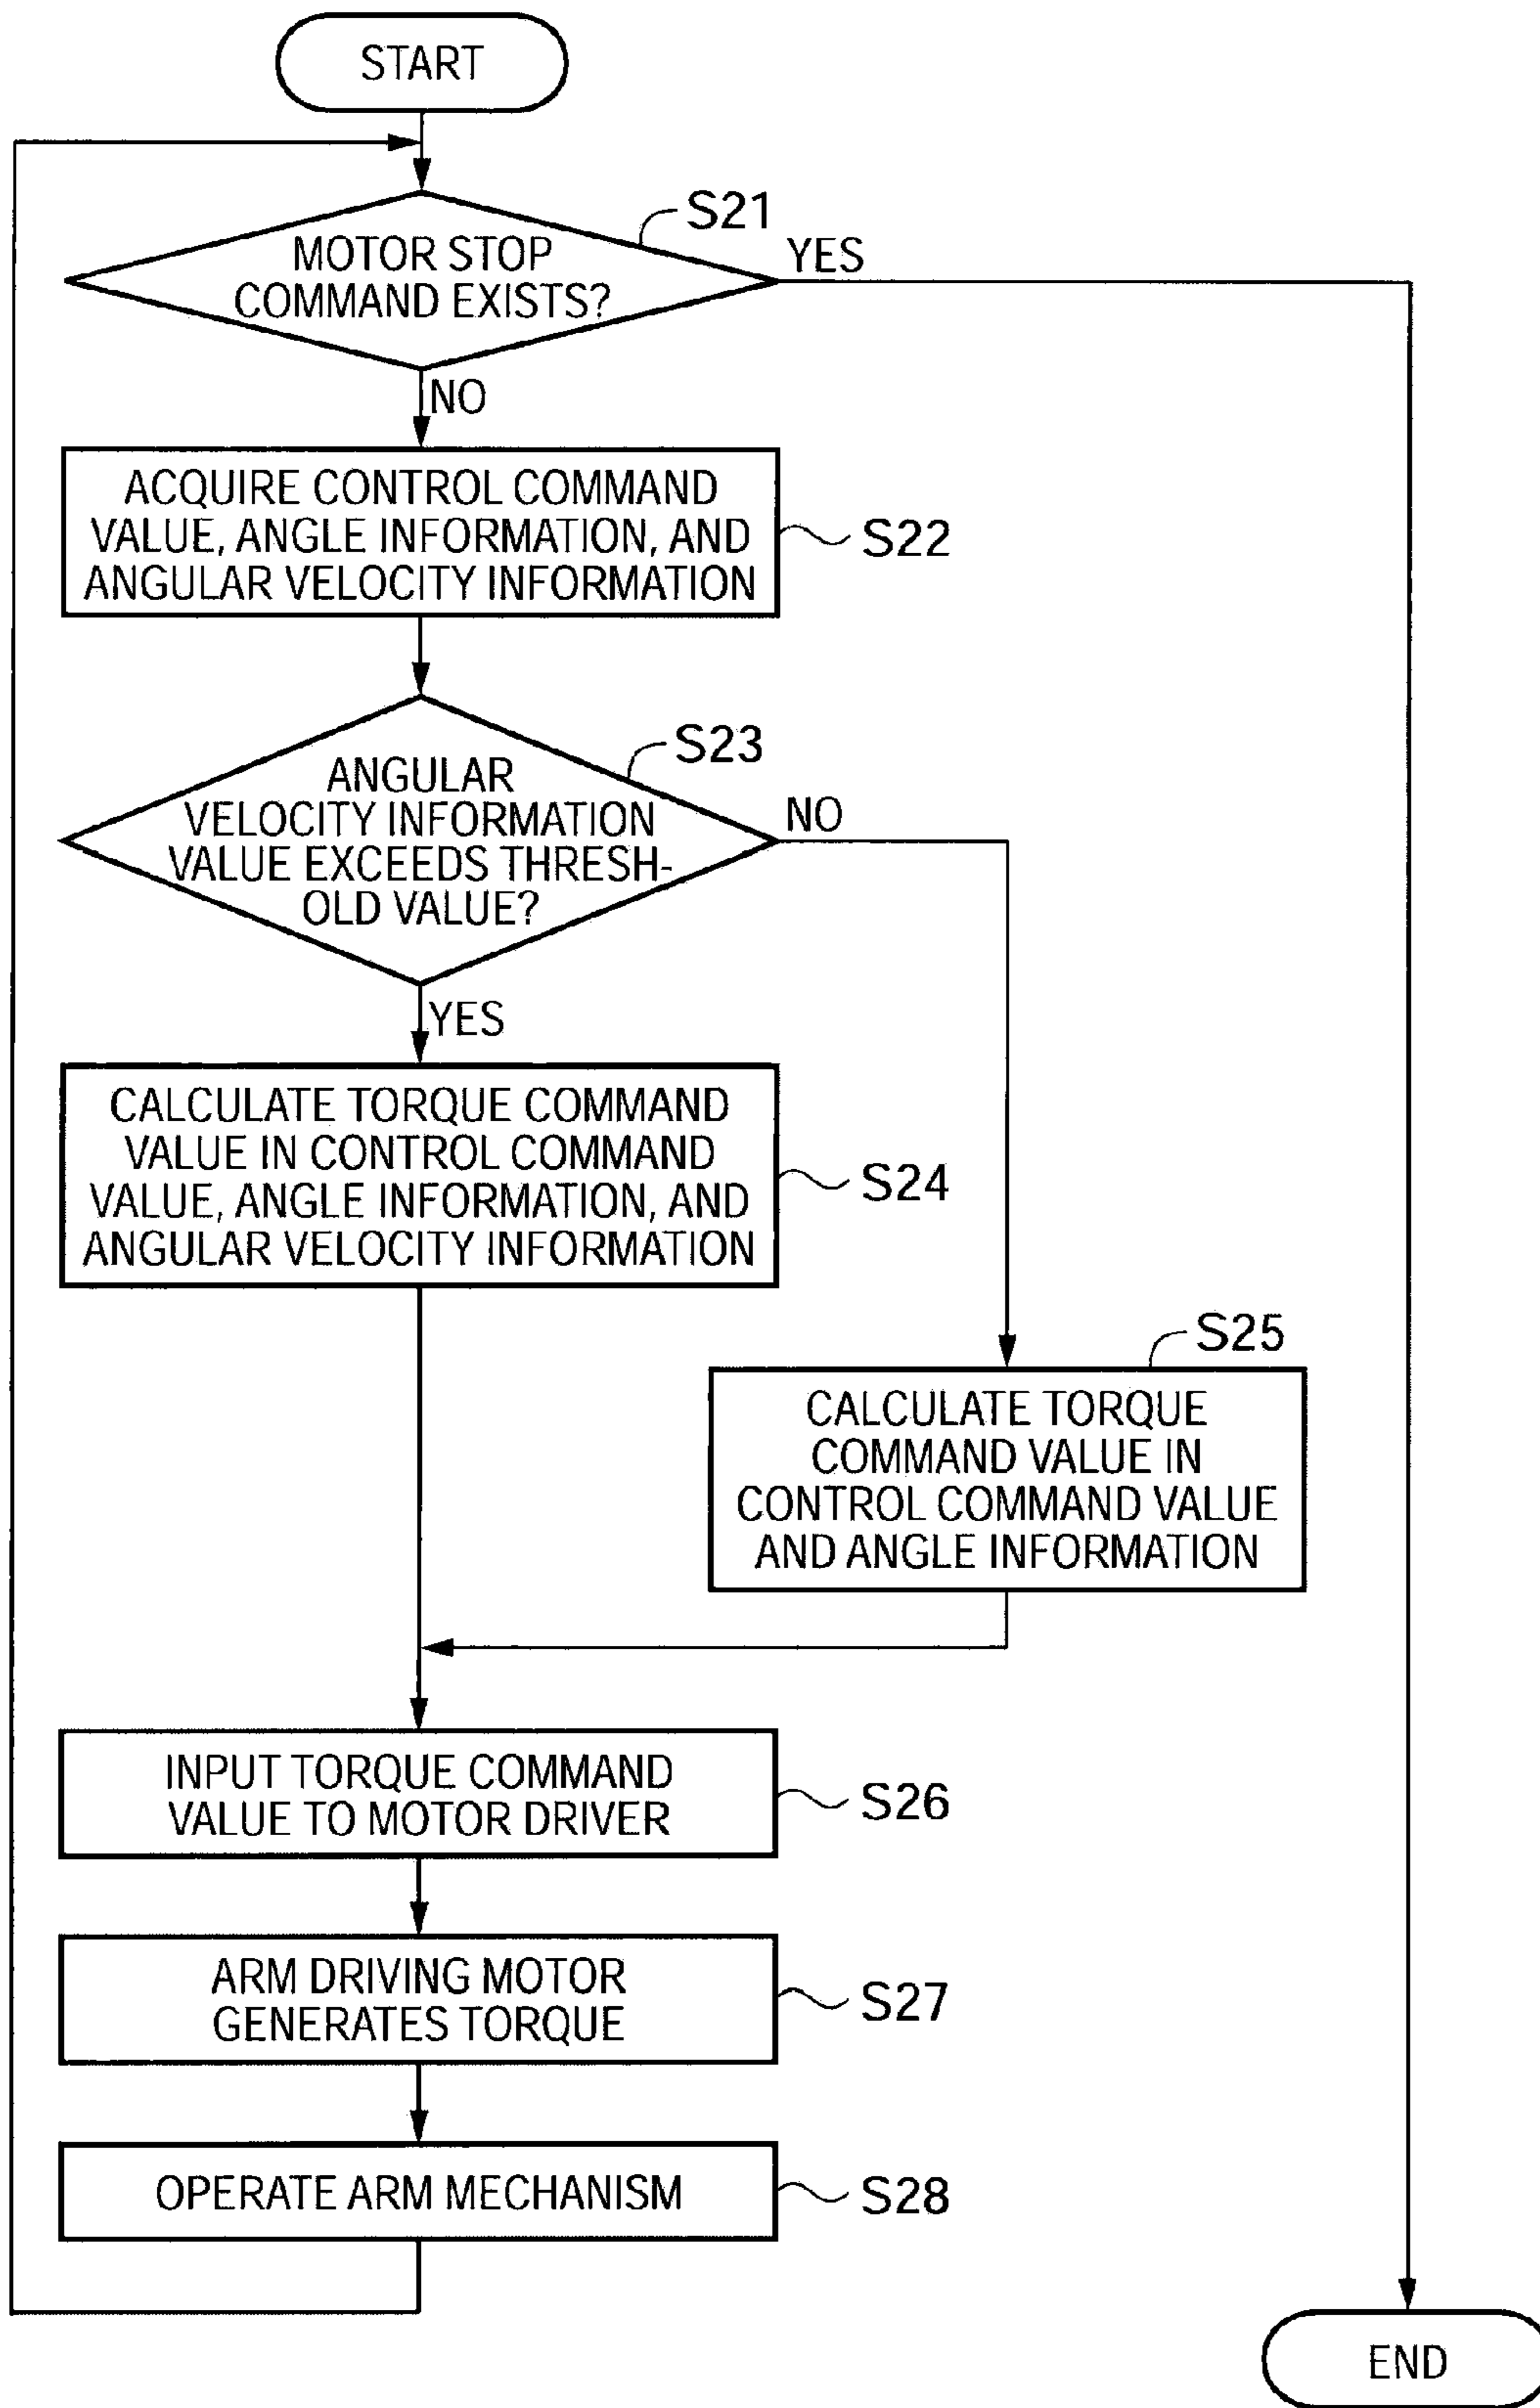 START
S21
MOTOR STOP
COMMAND EXISTS?
YES
NO
ACQUIRE CONTROL COMMAND
VALUE, ANGLE INFORMATION, AND
ANGULAR VELOCITY INFORMATION
S22
S23
ANGULAR
VELOCITY INFORMATION
VALUE EXCEEDS THRESH-
OLD VALUE?
NO
YES
CALCULATE TORQUE COMMAND
VALUE IN CONTROL COMMAND
VALUE, ANGLE INFORMATION, AND
ANGULAR VELOCITY INFORMATION
S24
S25
CALCULATE TORQUE
COMMAND VALUE IN
CONTROL COMMAND VALUE
AND ANGLE INFORMATION
INPUT TORQUE COMMAND
VALUE TO MOTOR DRIVER
S26
ARM DRIVING MOTOR
GENERATES TORQUE
S27
OPERATE ARM MECHANISM
S28
END